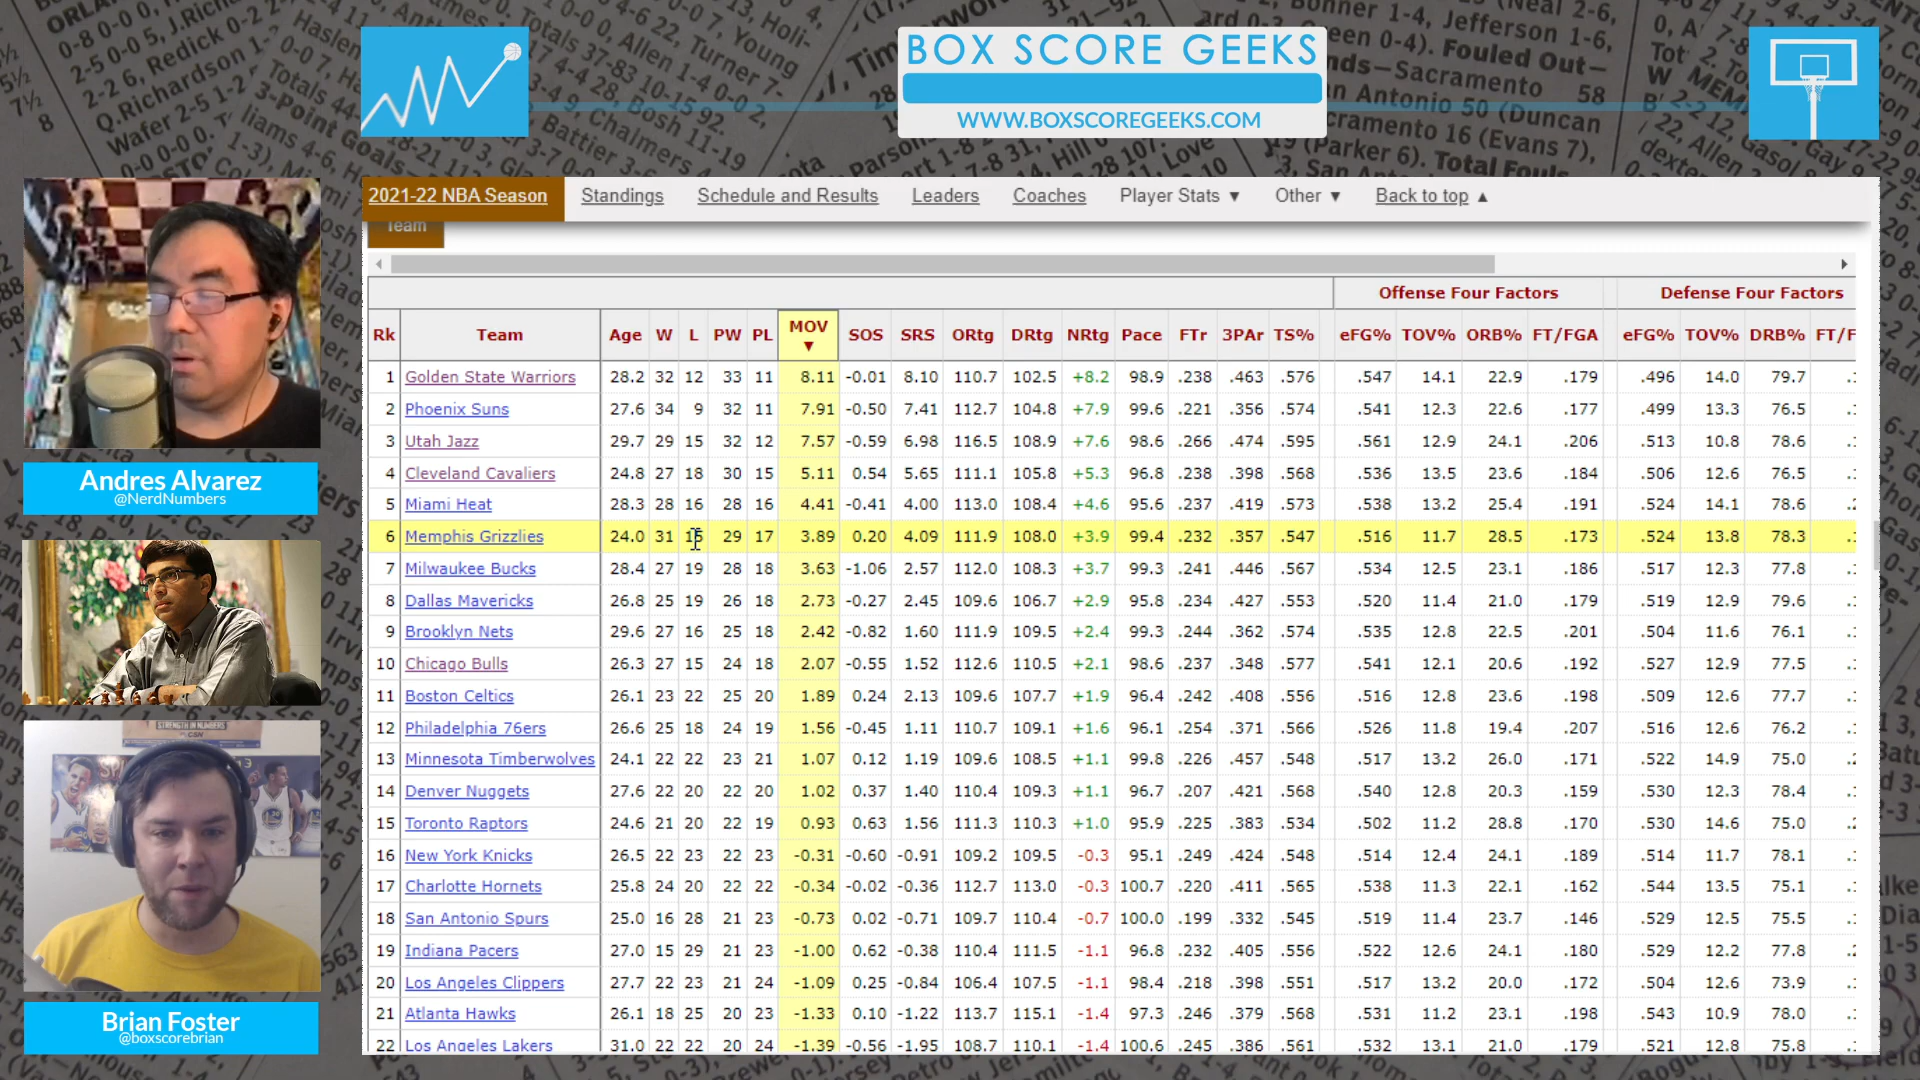 BOX SCORE GEEKS
WWW.BOXSCOREGEEKS.COM
2021-22 NBA Season Standings Schedule and Results Leaders Coaches Player Stats ▼ Other ▼ Back to top ▲
Team
Offense Four Factors Defense Four Factors
Rk Team Age W L PW PL MOV ▼ SOS SRS ORtg DRtg NRtg Pace FTr 3PAr TS% eFG% TOV% ORB% FT/FGA eFG% TOV% DRB% FT/F
1 Golden State Warriors 28.2 32 12 33 11 8.11 -0.01 8.10 110.7 102.5 +8.2 98.9 .238 .463 .576 .547 14.1 22.9 .179 .496 14.0 79.7
2 Phoenix Suns 27.6 34 9 32 11 7.91 -0.50 7.41 112.7 104.8 +7.9 99.6 .221 .356 .574 .541 12.3 22.6 .177 .499 13.3 76.5
3 Utah Jazz 29.7 29 15 32 12 7.57 -0.59 6.98 116.5 108.9 +7.6 98.6 .266 .474 .595 .561 12.9 24.1 .206 .513 10.8 78.6
4 Cleveland Cavaliers 24.8 27 18 30 15 5.11 0.54 5.65 111.1 105.8 +5.3 96.8 .238 .398 .568 .536 13.5 23.6 .184 .506 12.6 76.5
5 Miami Heat 28.3 28 16 28 16 4.41 -0.41 4.00 113.0 108.4 +4.6 95.6 .237 .419 .573 .538 13.2 25.4 .191 .524 14.1 78.6
6 Memphis Grizzlies 24.0 31 15 29 17 3.89 0.20 4.09 111.9 108.0 +3.9 99.4 .232 .357 .547 .516 11.7 28.5 .173 .524 13.8 78.3
7 Milwaukee Bucks 28.4 27 19 28 18 3.63 -1.06 2.57 112.0 108.3 +3.7 99.3 .241 .446 .567 .534 12.5 23.1 .186 .517 12.3 77.8
8 Dallas Mavericks 26.8 25 19 26 18 2.73 -0.27 2.45 109.6 106.7 +2.9 95.8 .234 .427 .553 .520 11.4 21.0 .179 .519 12.9 79.6
9 Brooklyn Nets 29.6 27 16 25 18 2.42 -0.82 1.60 111.9 109.5 +2.4 99.3 .244 .362 .574 .535 12.8 22.5 .201 .504 11.6 76.1
10 Chicago Bulls 26.3 27 15 24 18 2.07 -0.55 1.52 112.6 110.5 +2.1 98.6 .237 .348 .577 .541 12.1 20.6 .192 .527 12.9 77.5
11 Boston Celtics 26.1 23 22 25 20 1.89 0.24 2.13 109.6 107.7 +1.9 96.4 .242 .408 .556 .516 12.8 23.6 .198 .509 12.6 77.7
12 Philadelphia 76ers 26.6 25 18 24 19 1.56 -0.45 1.11 110.7 109.1 +1.6 96.1 .254 .371 .566 .526 11.8 19.4 .207 .516 12.6 76.2
13 Minnesota Timberwolves 24.1 22 22 23 21 1.07 0.12 1.19 109.6 108.5 +1.1 99.8 .226 .457 .548 .517 13.2 26.0 .171 .522 14.9 75.0
14 Denver Nuggets 27.6 22 20 22 20 1.02 0.37 1.40 110.4 109.3 +1.1 96.7 .207 .421 .568 .540 12.8 20.3 .159 .530 12.3 78.4
15 Toronto Raptors 24.6 21 20 22 19 0.93 0.63 1.56 111.3 110.3 +1.0 95.9 .225 .383 .534 .502 11.2 28.8 .170 .530 14.6 75.0
16 New York Knicks 26.5 22 23 22 23 -0.31 -0.60 -0.91 109.2 109.5 -0.3 95.1 .249 .424 .548 .514 12.4 24.1 .189 .514 11.7 78.1
17 Charlotte Hornets 25.8 24 20 22 22 -0.34 -0.02 -0.36 112.7 113.0 -0.3 100.7 .220 .411 .565 .538 11.3 22.1 .162 .544 13.5 75.1
18 San Antonio Spurs 25.0 16 28 21 23 -0.73 0.02 -0.71 109.7 110.4 -0.7 100.0 .199 .332 .545 .519 11.4 23.7 .146 .529 12.5 75.5
19 Indiana Pacers 27.0 15 29 21 23 -1.00 0.62 -0.38 110.4 111.5 -1.1 96.8 .232 .405 .556 .522 12.6 24.1 .180 .529 12.2 77.8
20 Los Angeles Clippers 27.7 22 23 21 24 -1.09 0.25 -0.84 106.4 107.5 -1.1 98.4 .218 .398 .551 .517 13.2 20.0 .172 .504 12.6 73.9
21 Atlanta Hawks 26.1 18 25 20 23 -1.33 0.10 -1.22 113.7 115.1 -1.4 97.3 .246 .379 .568 .531 11.2 23.1 .198 .543 10.9 78.0
22 Los Angeles Lakers 31.0 22 22 20 24 -1.39 -0.56 -1.95 108.7 110.1 -1.4 100.6 .245 .386 .561 .532 13.1 21.0 .179 .521 12.8 75.8
Andres Alvarez
@NerdNumbers
Brian Foster
@boxscorebrian